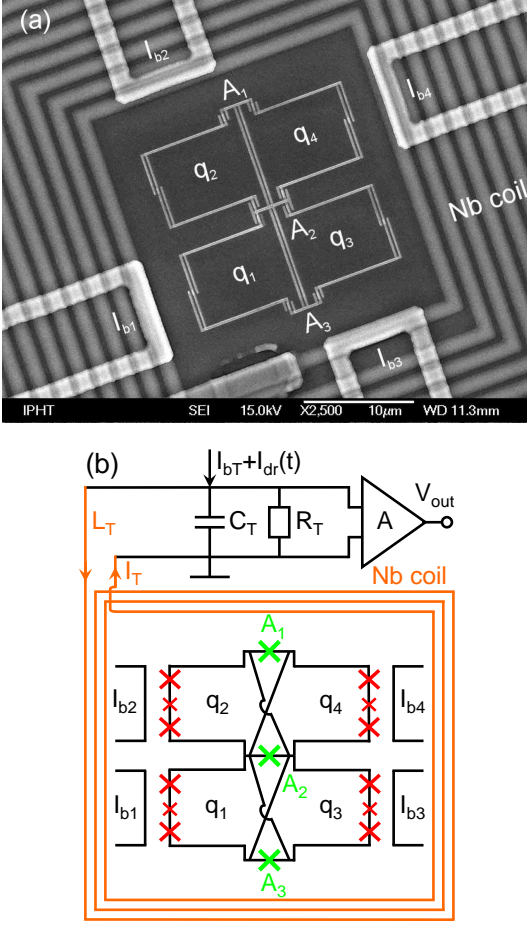 (a)
I_b2
A_1
I_b4
q_4
q_2
Nb coil
A_2
q_3
q_1
I_b1
A_3
I_b3
IPHT SEI 15.0kV X2,500 10μm WD 11.3mm
(b)
I_bT+I_dr(t)
V_out
L_T
C_T
R_T
A
I_T
Nb coil
A_1
I_b2
q_2
q_4
I_b4
A_2
I_b1
q_1
q_3
I_b3
A_3